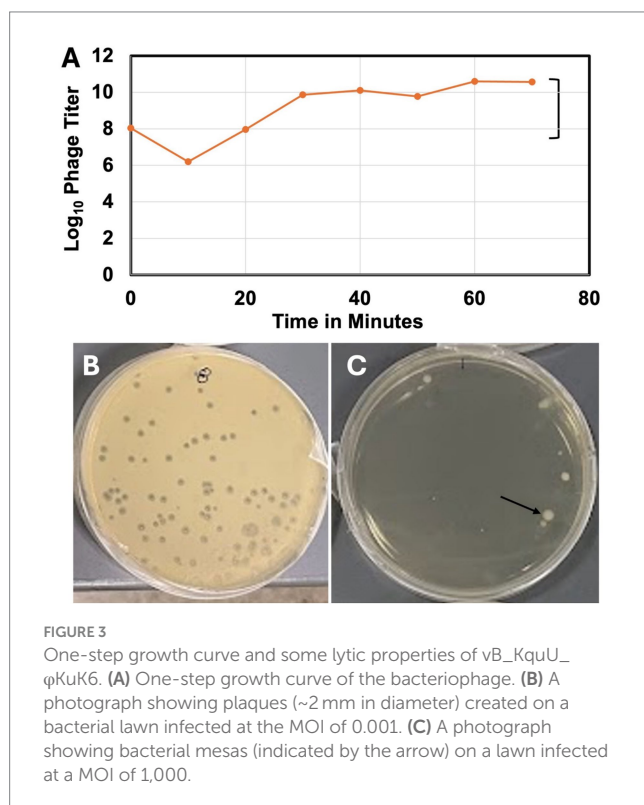 A
Log10 Phage Titer
12
10
8
6
4
2
0
0 20 40 60 80
Time in Minutes
B
C
FIGURE 3
One-step growth curve and some lytic properties of vB_KquU_
φKuK6. (A) One-step growth curve of the bacteriophage. (B) A
photograph showing plaques (~2 mm in diameter) created on a
bacterial lawn infected at the MOI of 0.001. (C) A photograph
showing bacterial mesas (indicated by the arrow) on a lawn infected
at a MOI of 1,000.